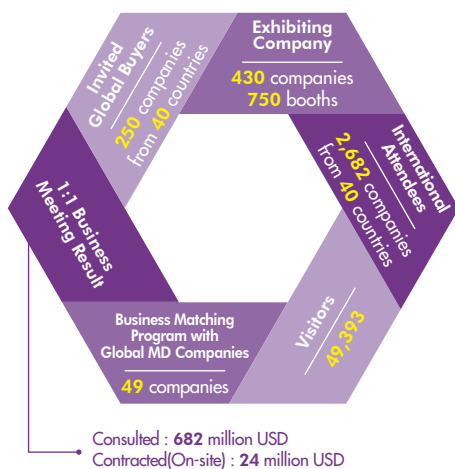 Exhibiting
Company
430 companies
750 booths
International
Attendees
2,682 companies
from 40 countries
Visitors
49,393
Business Matching
Program with
Global MD Companies
49 companies
1:1 Business
Meeting Result
Invited
Global Buyers
250 companies
from 40 countries
Consulted : 682 million USD
Contracted(On-site) : 24 million USD